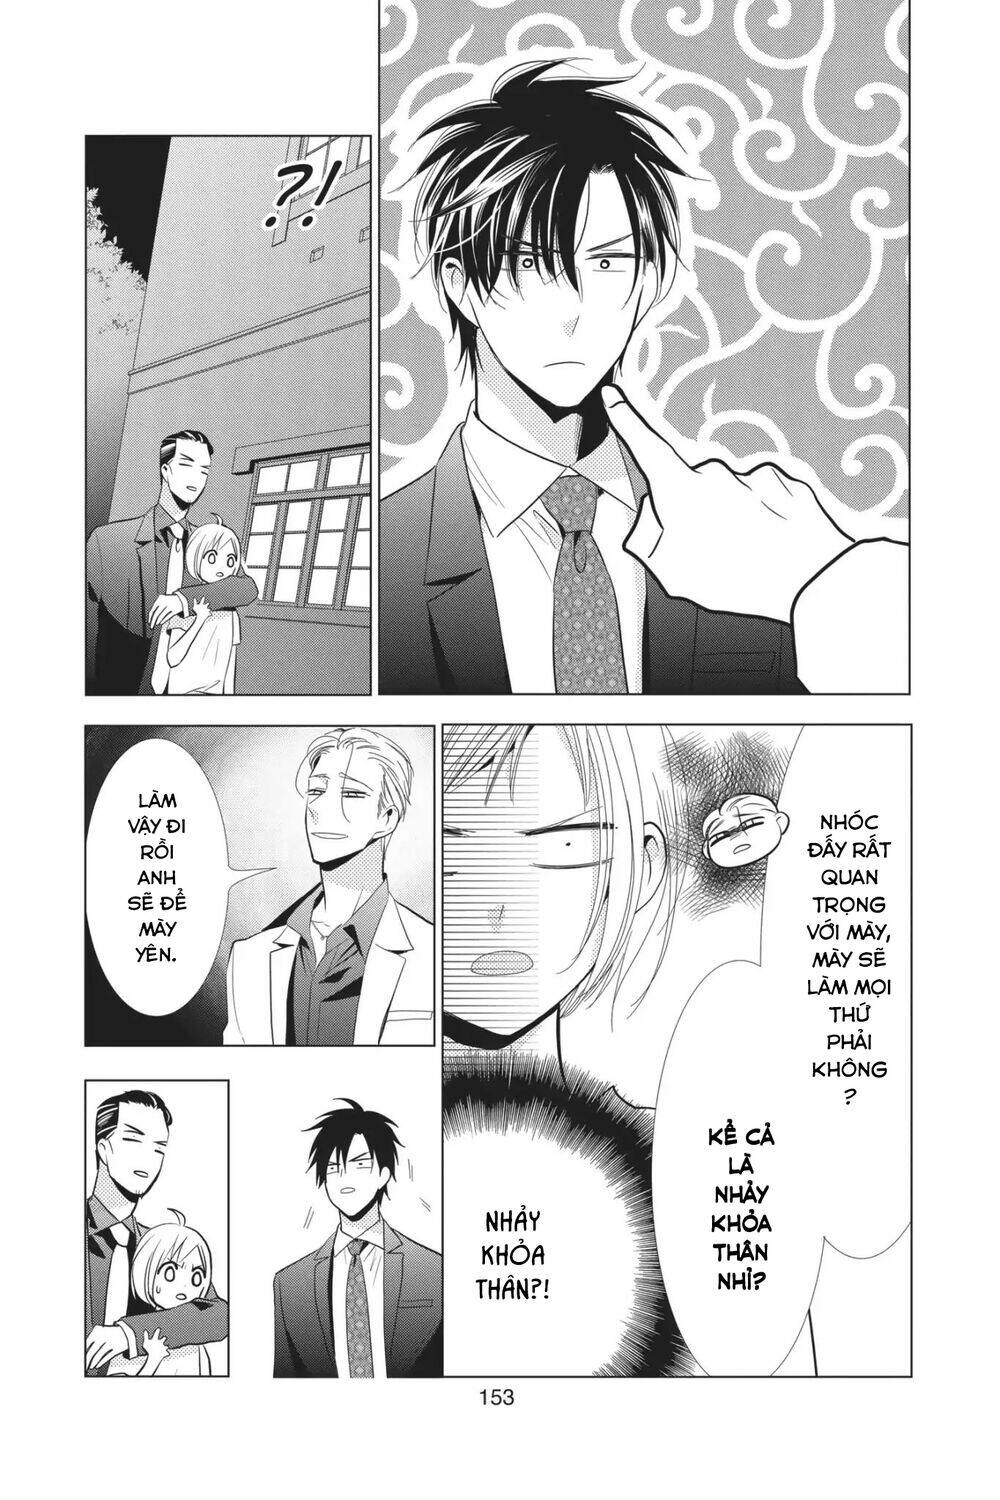 ?!
NHÓC
ĐẤY RẤT
QUAN
TRỌNG
VỚI MÀY,
MÀY SẼ
LÀM MỌI
THỨ
PHẢI
KHÔNG
?
KỂ CẢ
LÀ
NHẢY
KHỎA
THÂN
NHỈ?
NHẢY
KHỎA
THÂN?!
LÀM
VẬY ĐI
RỒI
ANH
SẼ ĐỂ
MÀY
YÊN.
153